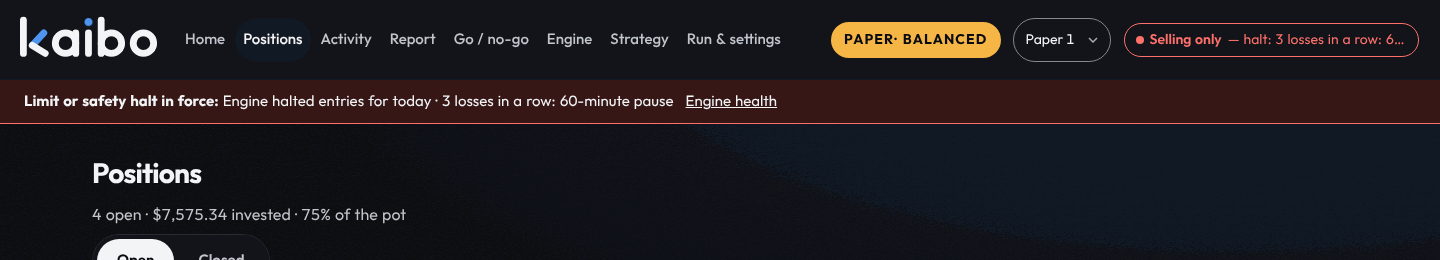 kaibo
Home Positions Activity Report Go / no-go Engine Strategy Run & settings
PAPER· BALANCED
Paper 1
Selling only — halt: 3 losses in a row: 6…
Limit or safety halt in force: Engine halted entries for today · 3 losses in a row: 60-minute pause Engine health
Positions
4 open · $7,575.34 invested · 75% of the pot
Open Closed